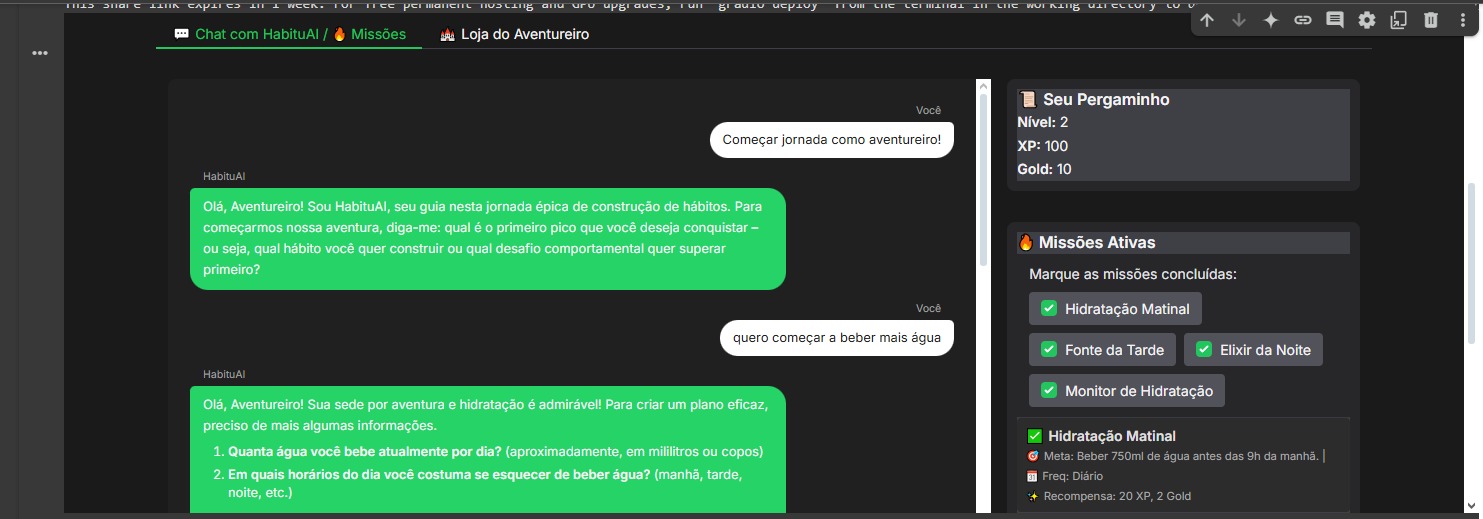 This share link expires in 1 week. For free permanent hosting and GPU upgrades, run `gradio deploy` from the terminal in the working directory to
Chat com HabituAI / 🔥 Missões
Loja do Aventureiro
Você
Começar jornada como aventureiro!
HabituAI
Olá, Aventureiro! Sou HabituAI, seu guia nesta jornada épica de construção de hábitos. Para
começarmos nossa aventura, diga-me: qual é o primeiro pico que você deseja conquistar –
ou seja, qual hábito você quer construir ou qual desafio comportamental quer superar
primeiro?
Você
quero começar a beber mais água
HabituAI
Olá, Aventureiro! Sua sede por aventura e hidratação é admirável! Para criar um plano eficaz,
preciso de mais algumas informações.
1. Quanta água você bebe atualmente por dia? (aproximadamente, em mililitros ou copos)
2. Em quais horários do dia você costuma se esquecer de beber água? (manhã, tarde,
noite, etc.)
📜 Seu Pergaminho
Nível: 2
XP: 100
Gold: 10
🔥 Missões Ativas
Marque as missões concluídas:
Hidratação Matinal
Fonte da Tarde
Elixir da Noite
Monitor de Hidratação
✅ Hidratação Matinal
🎯 Meta: Beber 750ml de água antes das 9h da manhã. |
📅 Freq: Diário
✨ Recompensa: 20 XP, 2 Gold